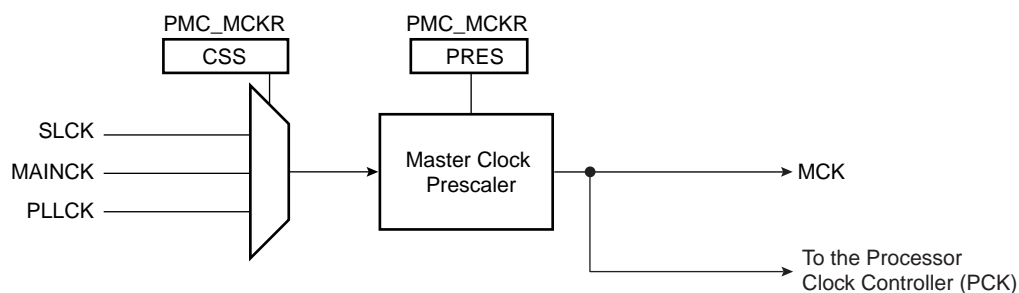 PMC_MCKR
PMC_MCKR
CSS
PRES
SLCK
MAINCK
PLLCK
Master Clock
Prescaler
MCK
To the Processor
Clock Controller (PCK)